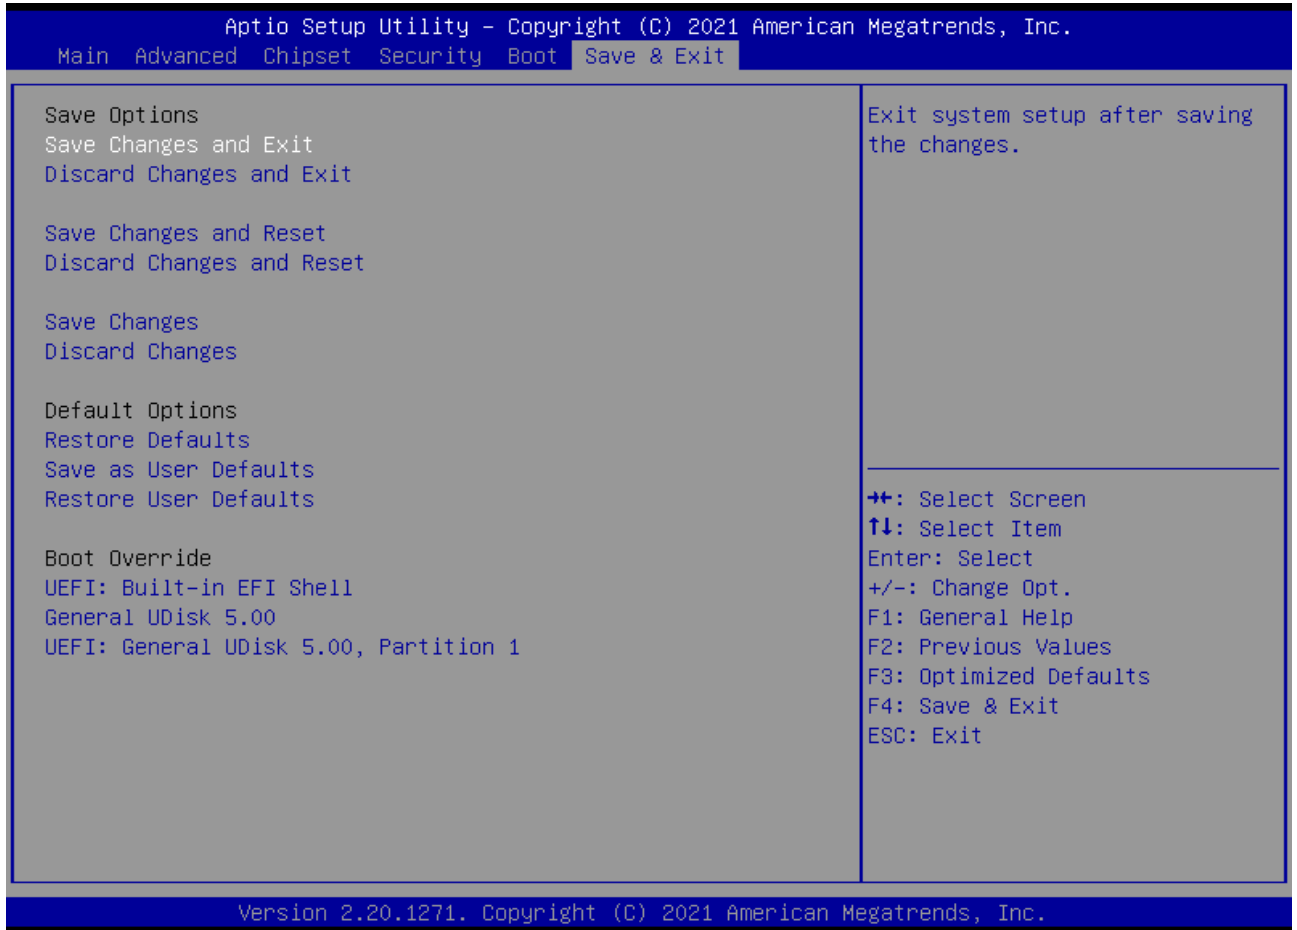 Aptio Setup Utility – Copyright (C) 2021 American Megatrends, Inc.
Main Advanced Chipset Security Boot Save & Exit
Save Options
Save Changes and Exit
Discard Changes and Exit
Save Changes and Reset
Discard Changes and Reset
Save Changes
Discard Changes
Default Options
Restore Defaults
Save as User Defaults
Restore User Defaults
Boot Override
UEFI: Built-in EFI Shell
General UDisk 5.00
UEFI: General UDisk 5.00, Partition 1
Exit system setup after saving
the changes.
→←: Select Screen
↑↓: Select Item
Enter: Select
+/-: Change Opt.
F1: General Help
F2: Previous Values
F3: Optimized Defaults
F4: Save & Exit
ESC: Exit
Version 2.20.1271. Copyright (C) 2021 American Megatrends, Inc.